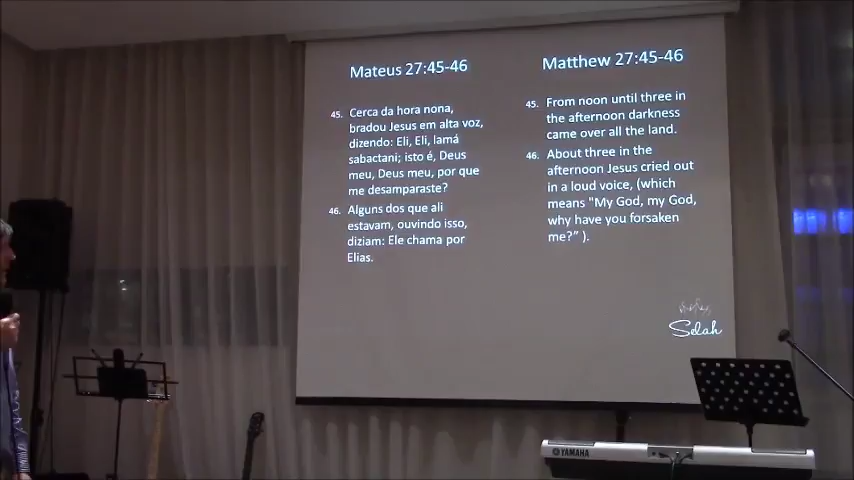 Mateus 27:45-46
45. Cerca da hora nona,
bradou Jesus em alta voz,
dizendo: Eli, Eli, lamá
sabactani; isto é, Deus
meu, Deus meu, por que
me desamparaste?
46. Alguns dos que ali
estavam, ouvindo isso,
diziam: Ele chama por
Elias.
Matthew 27:45-46
45. From noon until three in
the afternoon darkness
came over all the land.
46. About three in the
afternoon Jesus cried out
in a loud voice, (which
means "My God, my God,
why have you forsaken
me?" ).
Selah
YAMAHA